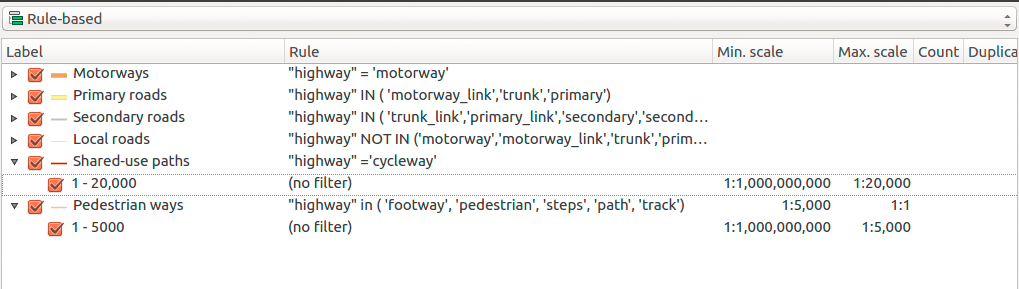 Rule-based
Label Rule Min. scale Max. scale Count Duplica
Motorways "highway" = 'motorway'
Primary roads "highway" IN ( 'motorway_link','trunk','primary')
Secondary roads "highway" IN ( 'trunk_link','primary_link','secondary','second...
Local roads "highway" NOT IN ('motorway','motorway_link','trunk','prim...
Shared-use paths "highway" ='cycleway'
1 - 20,000 (no filter) 1:1,000,000,000 1:20,000
Pedestrian ways "highway" in ( 'footway', 'pedestrian', 'steps', 'path', 'track') 1:5,000 1:1
1 - 5000 (no filter) 1:1,000,000,000 1:5,000